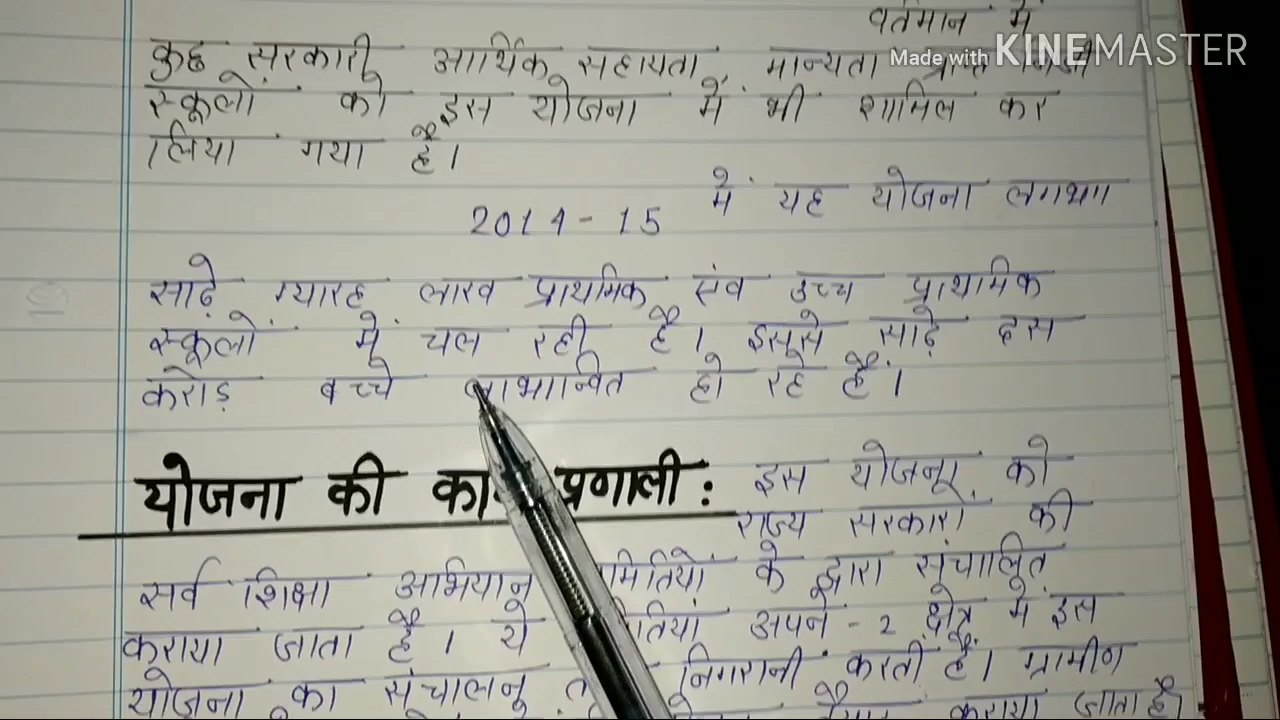 वर्तमान में
Made with KINEMASTER
कुछ सरकारी आर्थिक सहायता, मान्यता प्राप्त
स्कूलों को इस योजना में भी शामिल कर
लिया गया है।
2014-15 में यह योजना लगभग
साढ़े ग्यारह लाख प्राथमिक संव उच्च प्राथमिक
स्कूलों में चल रही है। इससे साढ़े दस
करोड़ बच्चे लाभान्वित हो रहे हैं।
योजना की प्रणाली : इस योजना को
राज्य सरकारों की
सर्व शिक्षा अभियान के द्वारा संचालित
कराया जाता है। ये अपने-2 क्षेत्र में इस
योजना का संचालन निगरानी करती हैं। ग्रामीण
कराया जाता है।